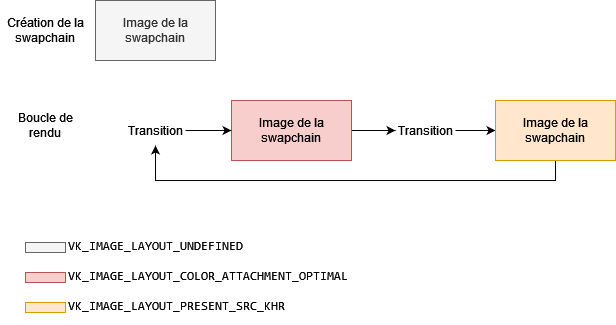 Création de la
swapchain
Image de la
swapchain
Boucle de
rendu
Transition
Image de la
swapchain
Transition
Image de la
swapchain
VK_IMAGE_LAYOUT_UNDEFINED
VK_IMAGE_LAYOUT_COLOR_ATTACHMENT_OPTIMAL
VK_IMAGE_LAYOUT_PRESENT_SRC_KHR